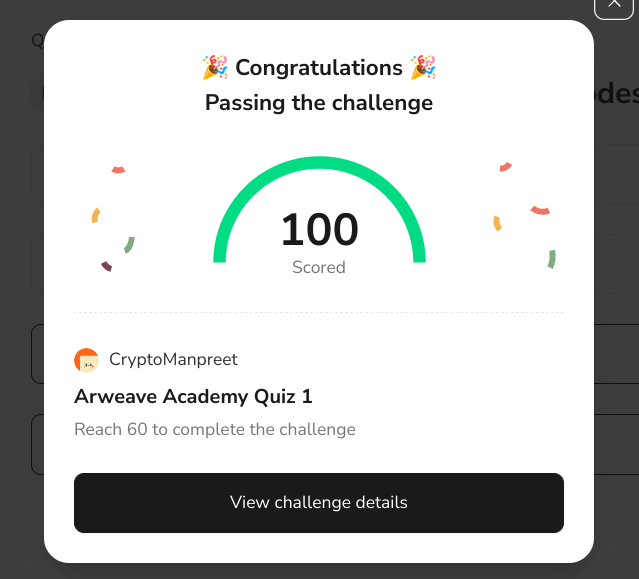 🎉 Congratulations 🎉
Passing the challenge
100
Scored
CryptoManpreet
Arweave Academy Quiz 1
Reach 60 to complete the challenge
View challenge details